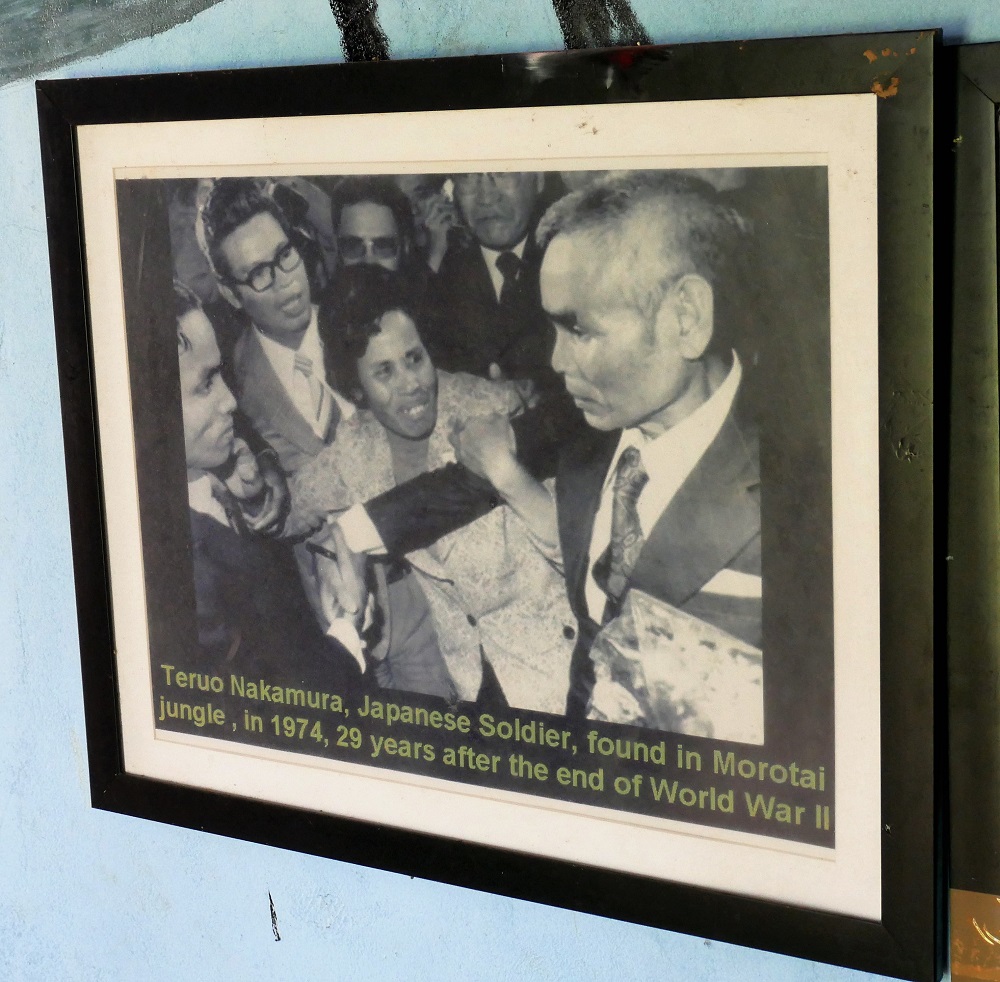 Teruo Nakamura, Japanese Soldier, found in Morotai
jungle , in 1974, 29 years after the end of World War II